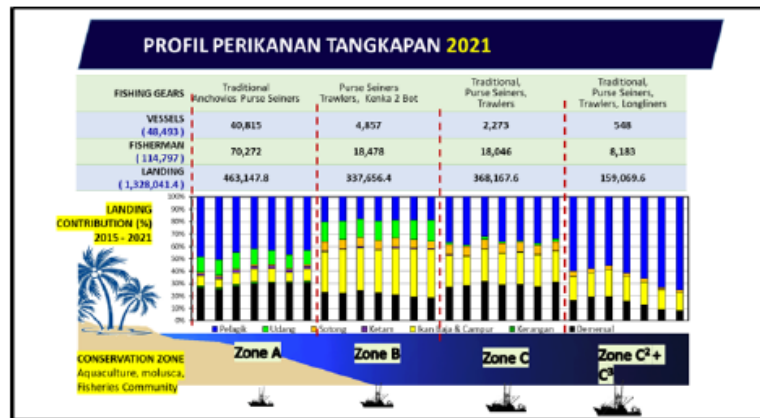 PROFIL PERIKANAN TANGKAPAN 2021
FISHING GEARS
Traditional
Anchovies Purse Seiners
Purse Seiners
Trawlers, Kenka 2 Bot
Traditional,
Purse Seiners,
Trawlers
Traditional,
Purse Seiners,
Trawlers, Longliners
VESSELS
( 48,493)
40,815
4,857
2,273
548
FISHERMAN
( 114,797)
70,272
18,478
18,046
8,183
LANDING
( 1,328,041.4)
463,147.8
337,656.4
368,167.6
159,069.6
LANDING
CONTRIBUTION (%)
2015 - 2021
100%
90%
80%
70%
60%
50%
40%
30%
20%
10%
0%
Pelagik Udang Sotong Ketam Ikan Baja & Campur Kerangan Demersal
CONSERVATION ZONE
Aquaculture, molusca,
Fisheries Community
Zone A
Zone B
Zone C
Zone C² +
C³